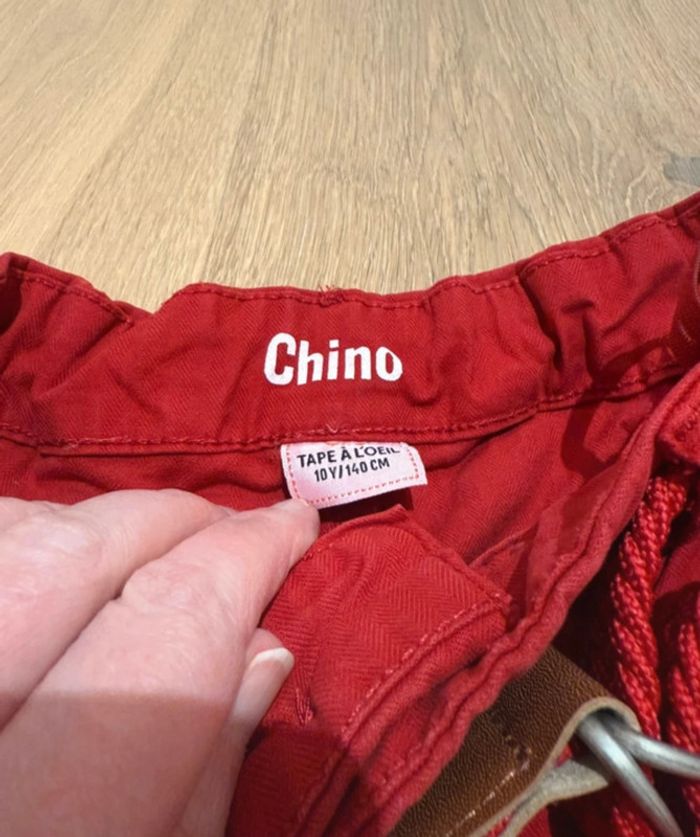 Chino
TAPE À L'OEIL
10Y/140 CM